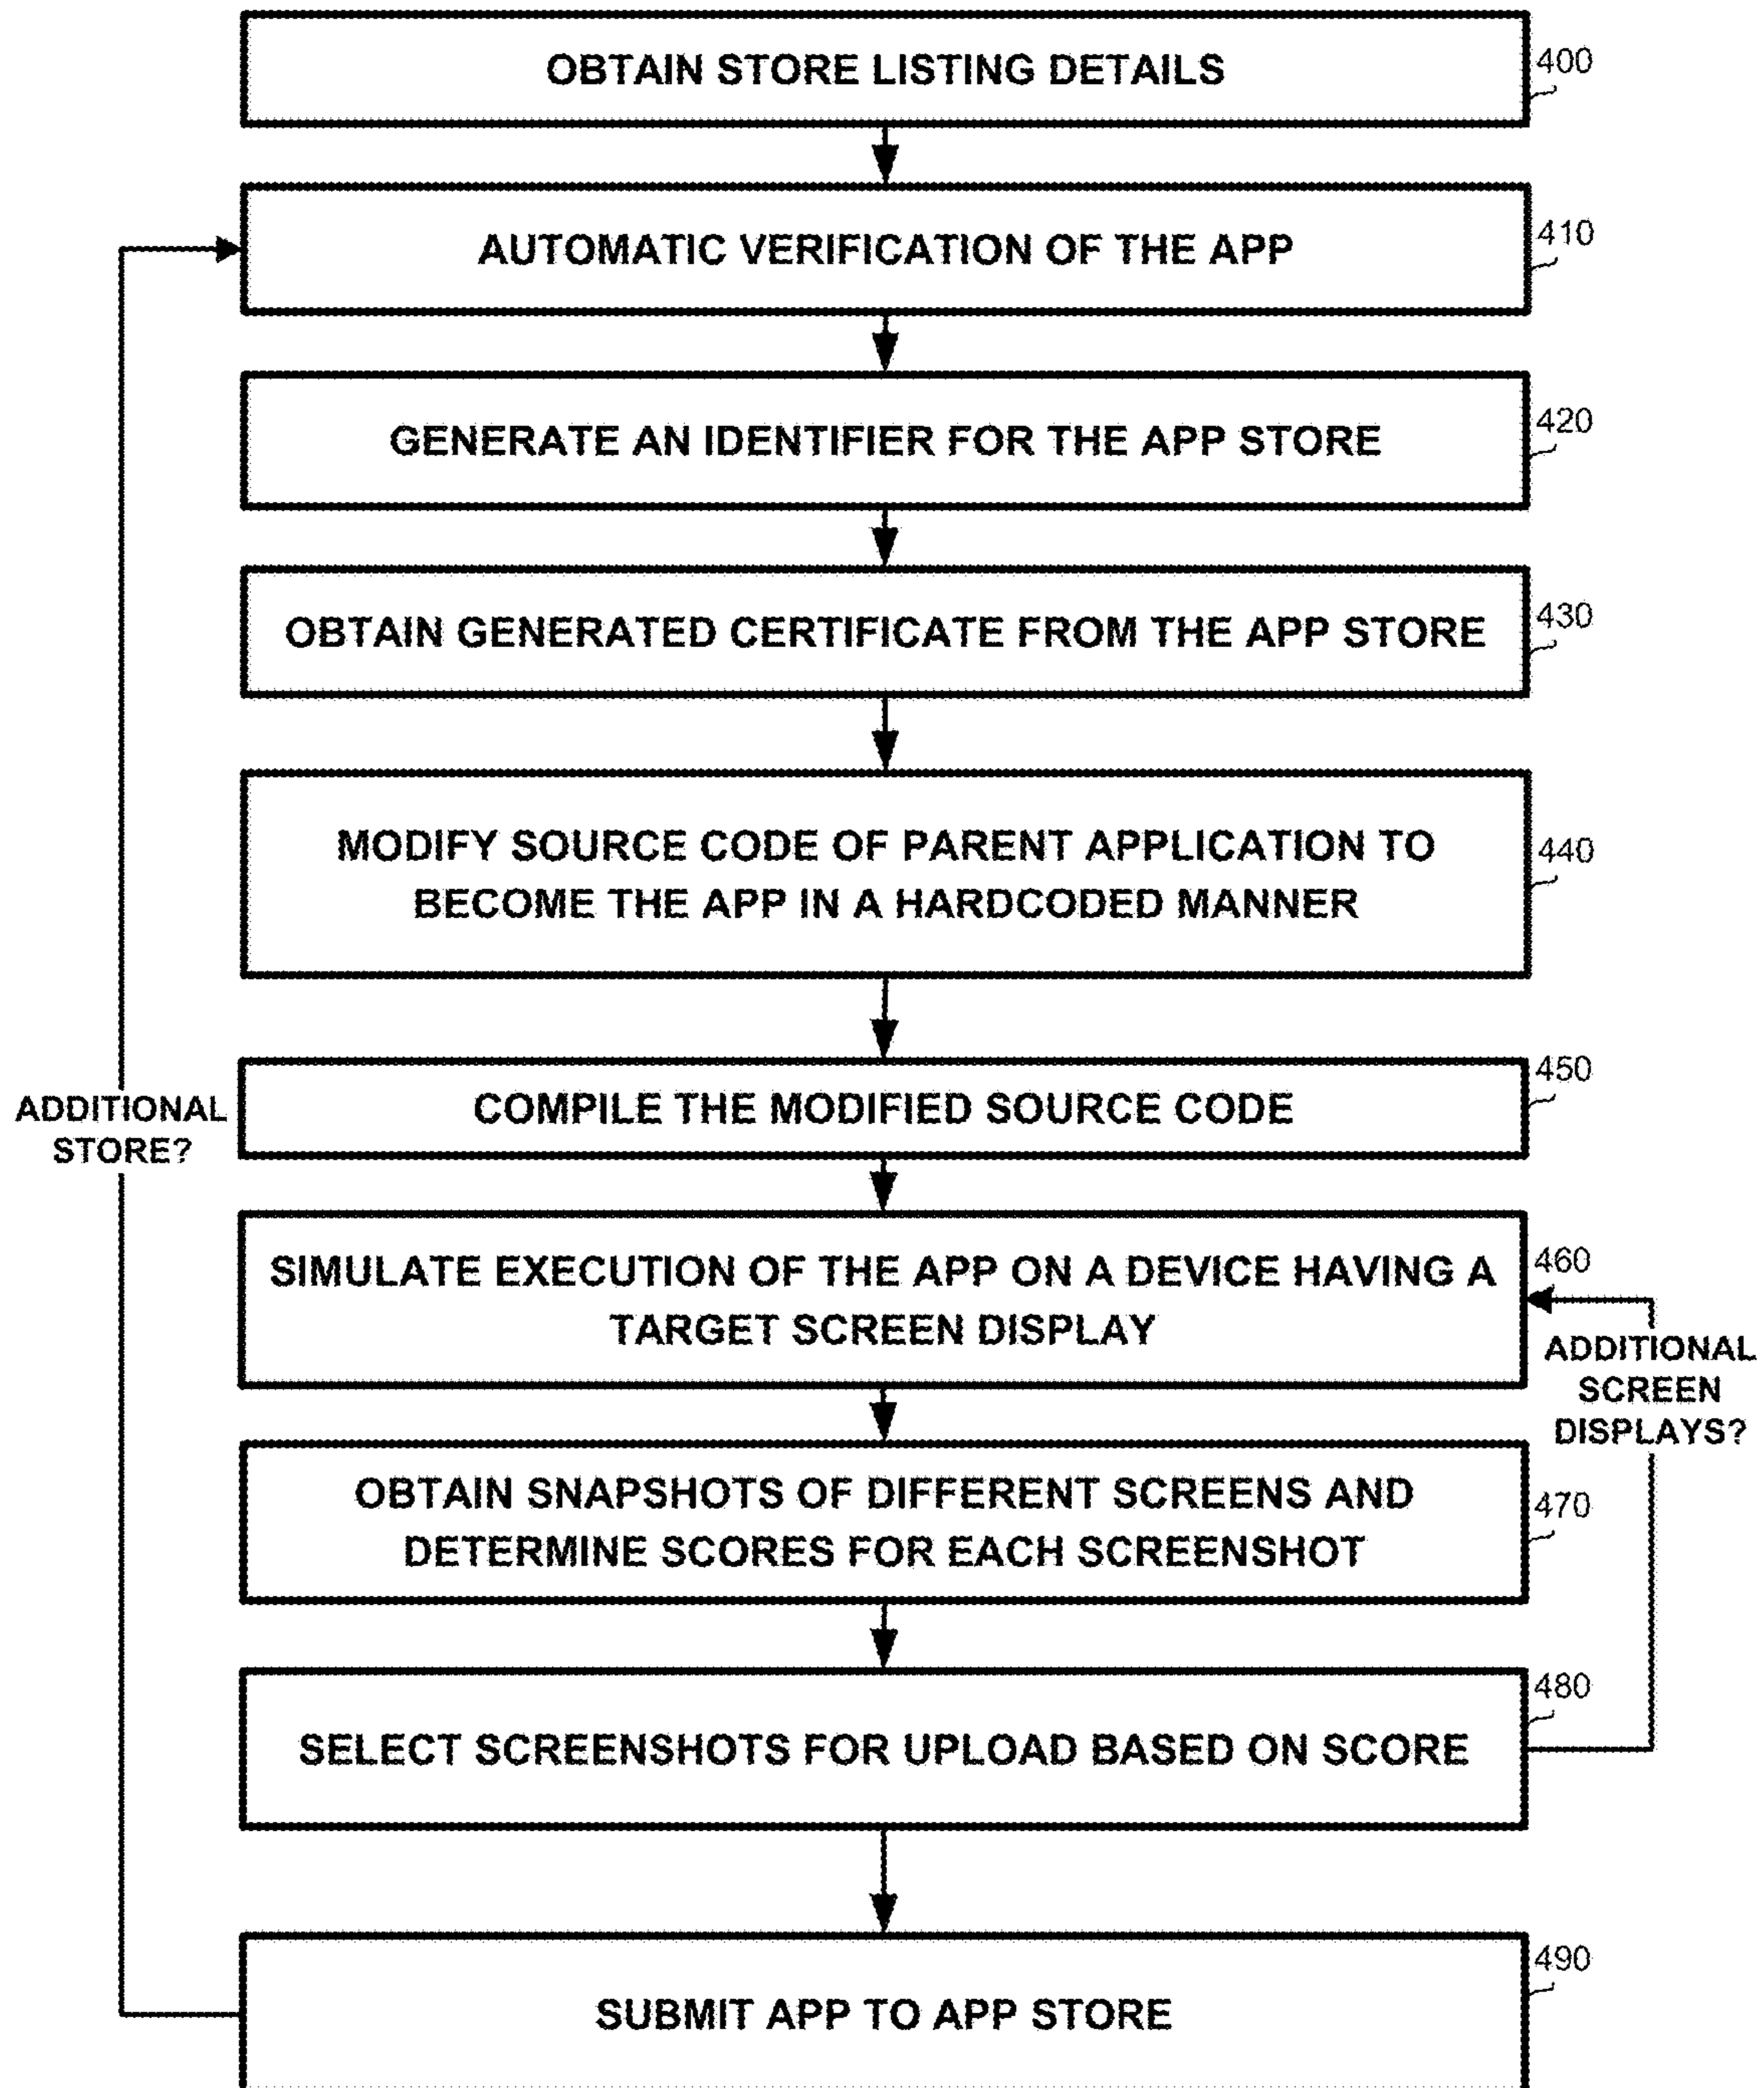 OBTAIN STORE LISTING DETAILS
400
AUTOMATIC VERIFICATION OF THE APP
410
GENERATE AN IDENTIFIER FOR THE APP STORE
420
OBTAIN GENERATED CERTIFICATE FROM THE APP STORE
430
MODIFY SOURCE CODE OF PARENT APPLICATION TO
BECOME THE APP IN A HARDCODED MANNER
440
ADDITIONAL
STORE?
COMPILE THE MODIFIED SOURCE CODE
450
SIMULATE EXECUTION OF THE APP ON A DEVICE HAVING A
TARGET SCREEN DISPLAY
460
ADDITIONAL
SCREEN
DISPLAYS?
OBTAIN SNAPSHOTS OF DIFFERENT SCREENS AND
DETERMINE SCORES FOR EACH SCREENSHOT
470
SELECT SCREENSHOTS FOR UPLOAD BASED ON SCORE
480
SUBMIT APP TO APP STORE
490